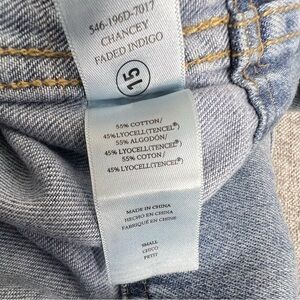 546-196D-7017
CHANCEY
FADED INDIGO
15
55% COTTON/
45% LYOCELL(TENCEL®)
55% ALGODÓN/
45% LYOCELL(TENCEL®)
55% COTON/
45% LYOCELL(TENCEL®)
MADE IN CHINA
HECHO EN CHINA
FABRIQUÉ EN CHINE
SMALL
CHICO
PETIT